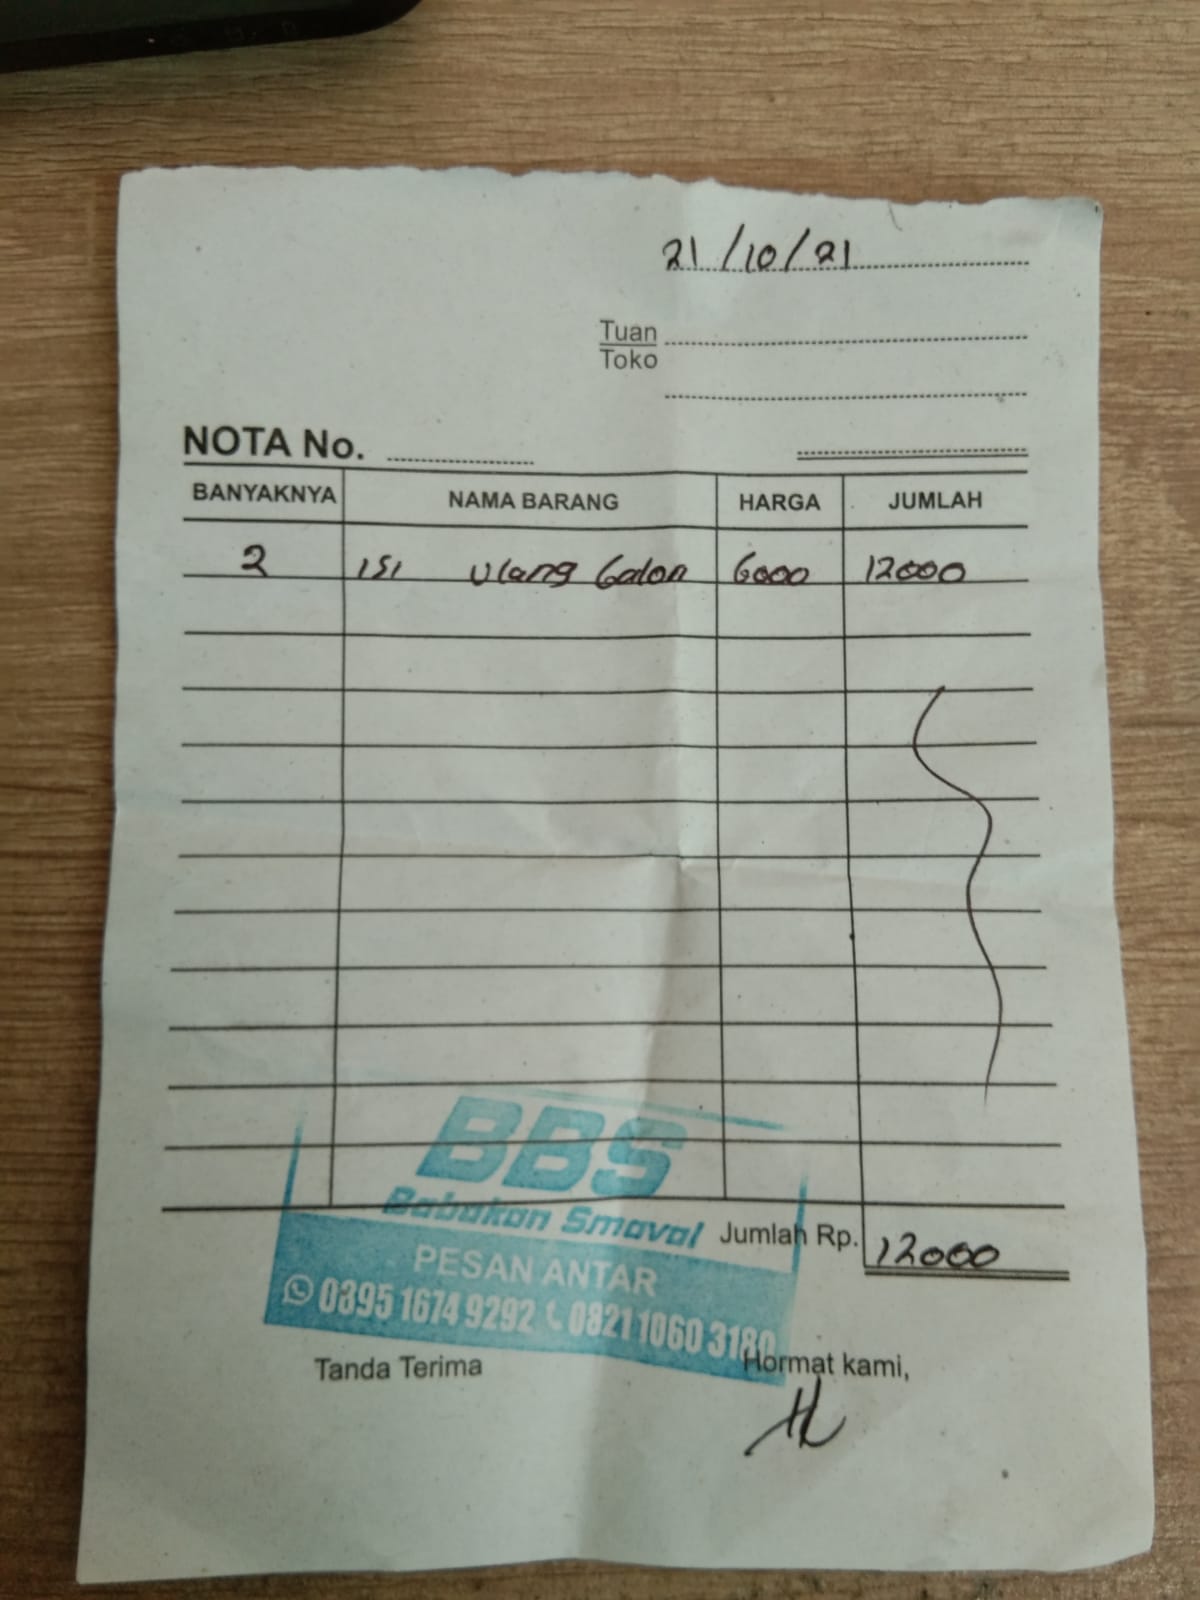 21/10/21
Tuan
Toko
NOTA No.
BANYAKNYA NAMA BARANG HARGA JUMLAH
2 isi Ulang Galon 6000 12000
BBS
Babakan Smaval
Jumlah Rp. 12000
PESAN ANTAR
0895 1674 9292 0821 1060 3180
Tanda Terima Hormat kami,